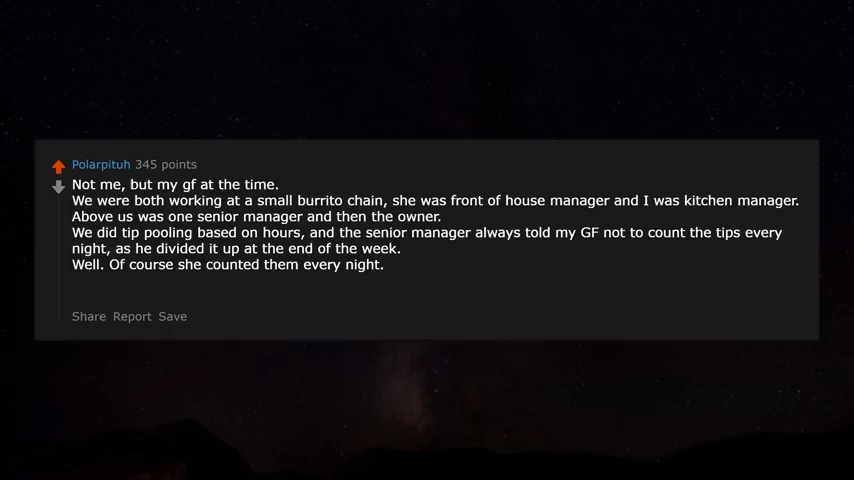 Polarpituh 345 points
Not me, but my gf at the time.
We were both working at a small burrito chain, she was front of house manager and I was kitchen manager.
Above us was one senior manager and then the owner.
We did tip pooling based on hours, and the senior manager always told my GF not to count the tips every
night, as he divided it up at the end of the week.
Well. Of course she counted them every night.
Share Report Save